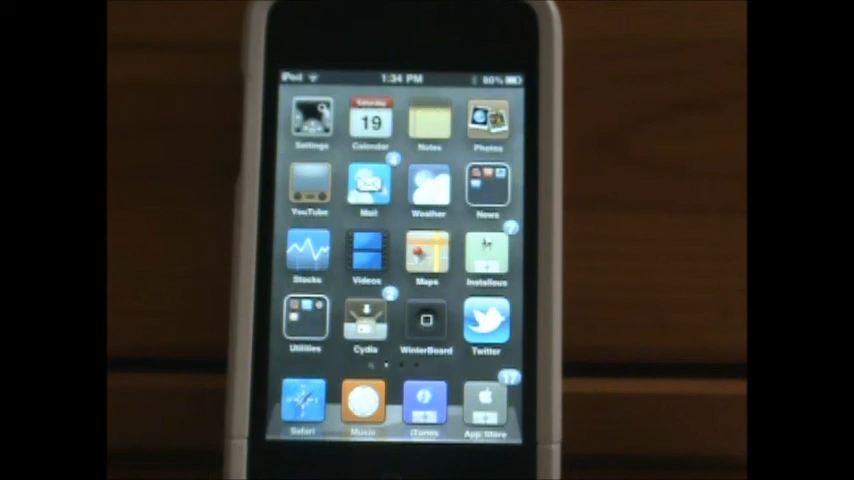 iPod 1:34 PM 80%
Saturday
19
Settings Calendar Notes Photos
4
YouTube Mail Weather News
7
Stocks Videos Maps Installous
2
Utilities Cydia WinterBoard Twitter
17
Safari Music iTunes App Store